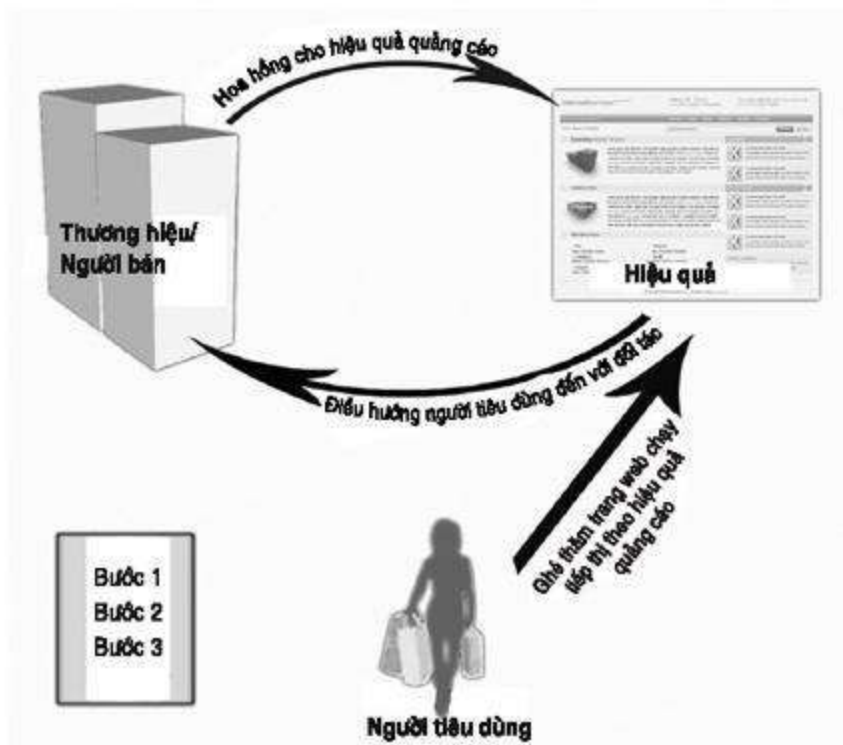 Hoa hồng cho hiệu quả quảng cáo
Thương hiệu/
Người bán
Hiệu quả
Điều hướng người tiêu dùng đến với đối tác
Ghé thăm trang web chạy
tiếp thị theo hiệu quả
quảng cáo
Bước 1
Bước 2
Bước 3
Người tiêu dùng